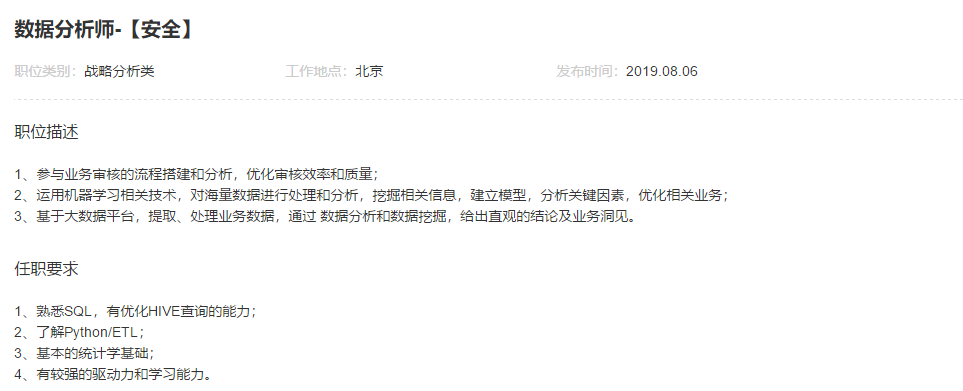 数据分析师-【安全】
职位类别：战略分析类 工作地点：北京 发布时间：2019.08.06
职位描述
1、参与业务审核的流程搭建和分析，优化审核效率和质量；
2、运用机器学习相关技术，对海量数据进行处理和分析，挖掘相关信息，建立模型，分析关键因素，优化相关业务；
3、基于大数据平台，提取、处理业务数据，通过 数据分析和数据挖掘，给出直观的结论及业务洞见。
任职要求
1、熟悉SQL，有优化HIVE查询的能力；
2、了解Python/ETL；
3、基本的统计学基础；
4、有较强的驱动力和学习能力。